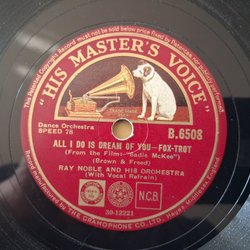 "HIS MASTER'S VOICE"
Dance Orchestra
SPEED 78
B.6508
ALL I DO IS DREAM OF YOU—FOX-TROT
(From the Film:-"Sadie McKee")
(Brown & Freed)
RAY NOBLE AND HIS ORCHESTRA
(With Vocal Refrain)
N.C.B.
30-12221
THE GRAMOPHONE CO. LTD.